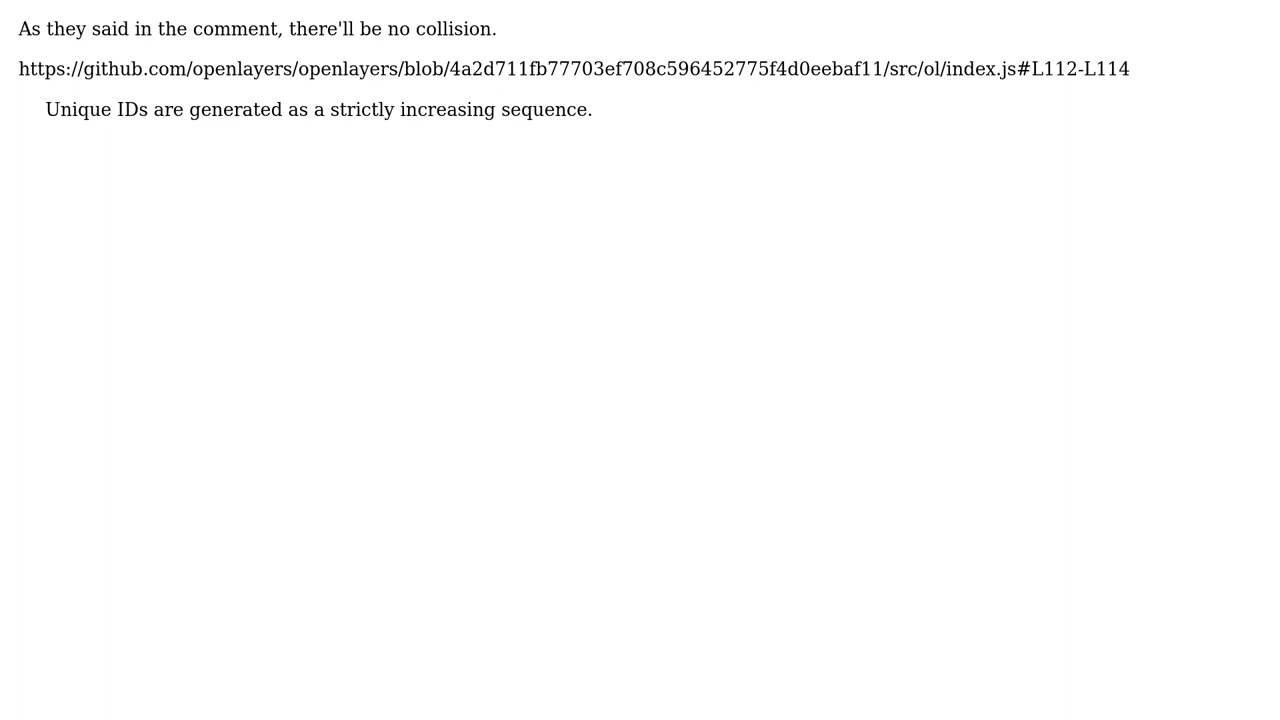 As they said in the comment, there'll be no collision.
https://github.com/openlayers/openlayers/blob/4a2d711fb77703ef708c596452775f4d0eebaf11/src/ol/index.js#L112-L114
Unique IDs are generated as a strictly increasing sequence.